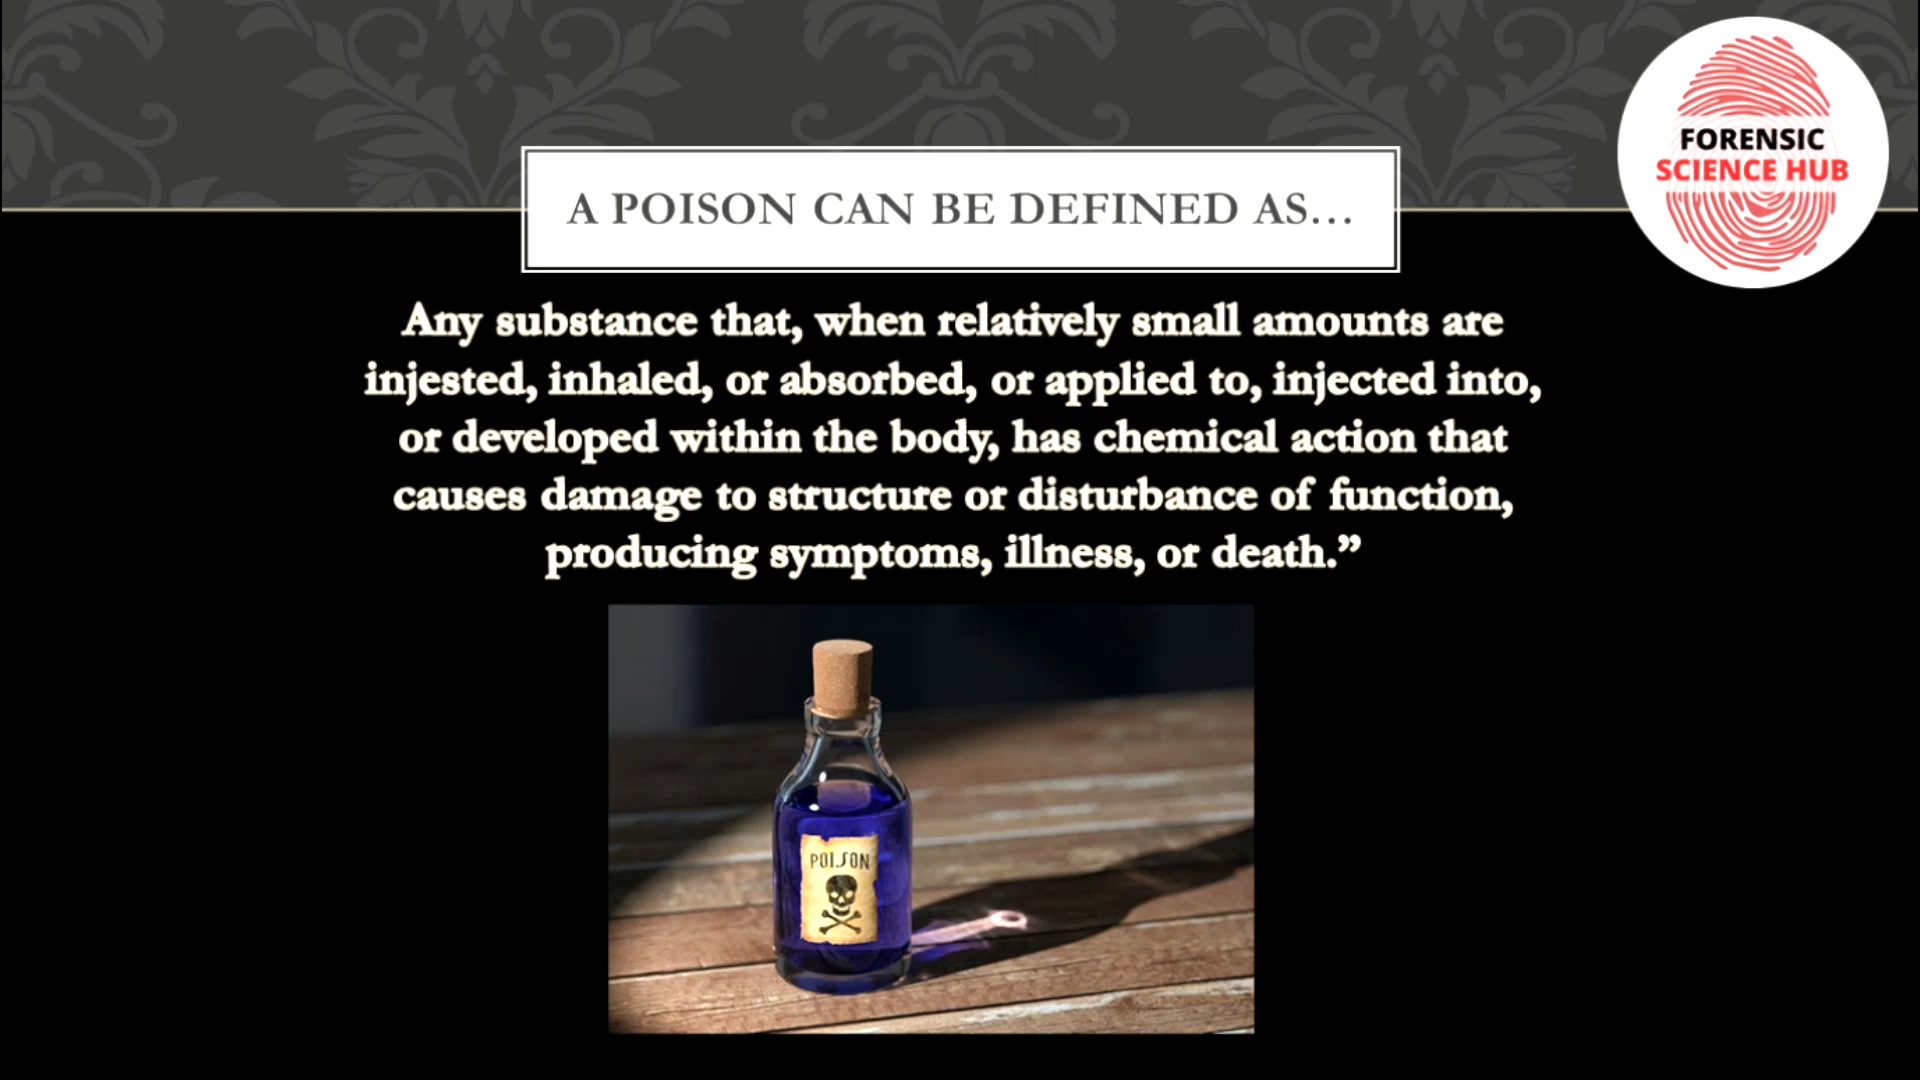 A POISON CAN BE DEFINED AS...
FORENSIC
SCIENCE HUB
Any substance that, when relatively small amounts are
injested, inhaled, or absorbed, or applied to, injected into,
or developed within the body, has chemical action that
causes damage to structure or disturbance of function,
producing symptoms, illness, or death.”
POISON